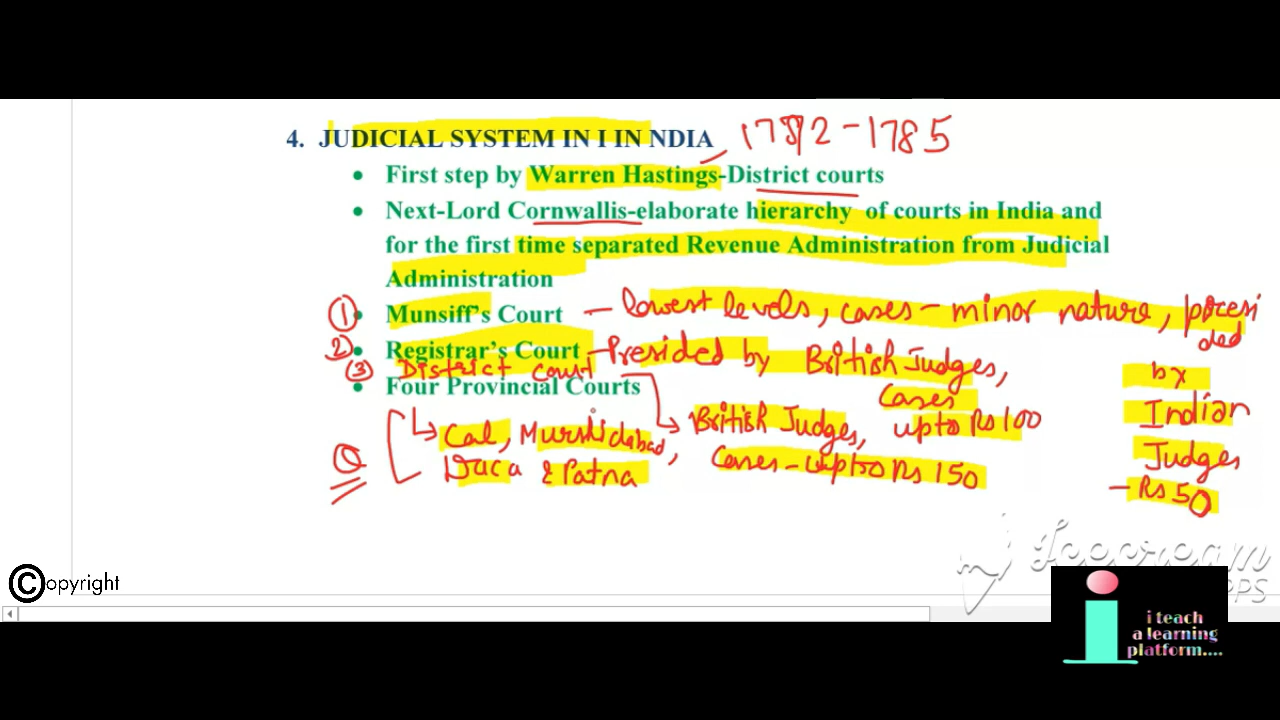 4. JUDICIAL SYSTEM IN I IN NDIA 1782-1785
• First step by Warren Hastings-District courts
• Next-Lord Cornwallis-elaborate hierarchy of courts in India and
for the first time separated Revenue Administration from Judicial
Administration
① • Munsiff's Court – lowest levels, cases – minor nature, presided
by
Indian
Judges
– Rs 50
② • Registrar's Court – Presided by British Judges,
Cases
upto Rs 100
③ District court
British Judges,
Cases – upto Rs 150
• Four Provincial Courts
Cal, Murshidabad,
Daca & Patna
Q
©opyright
i teach
a learning
platform....